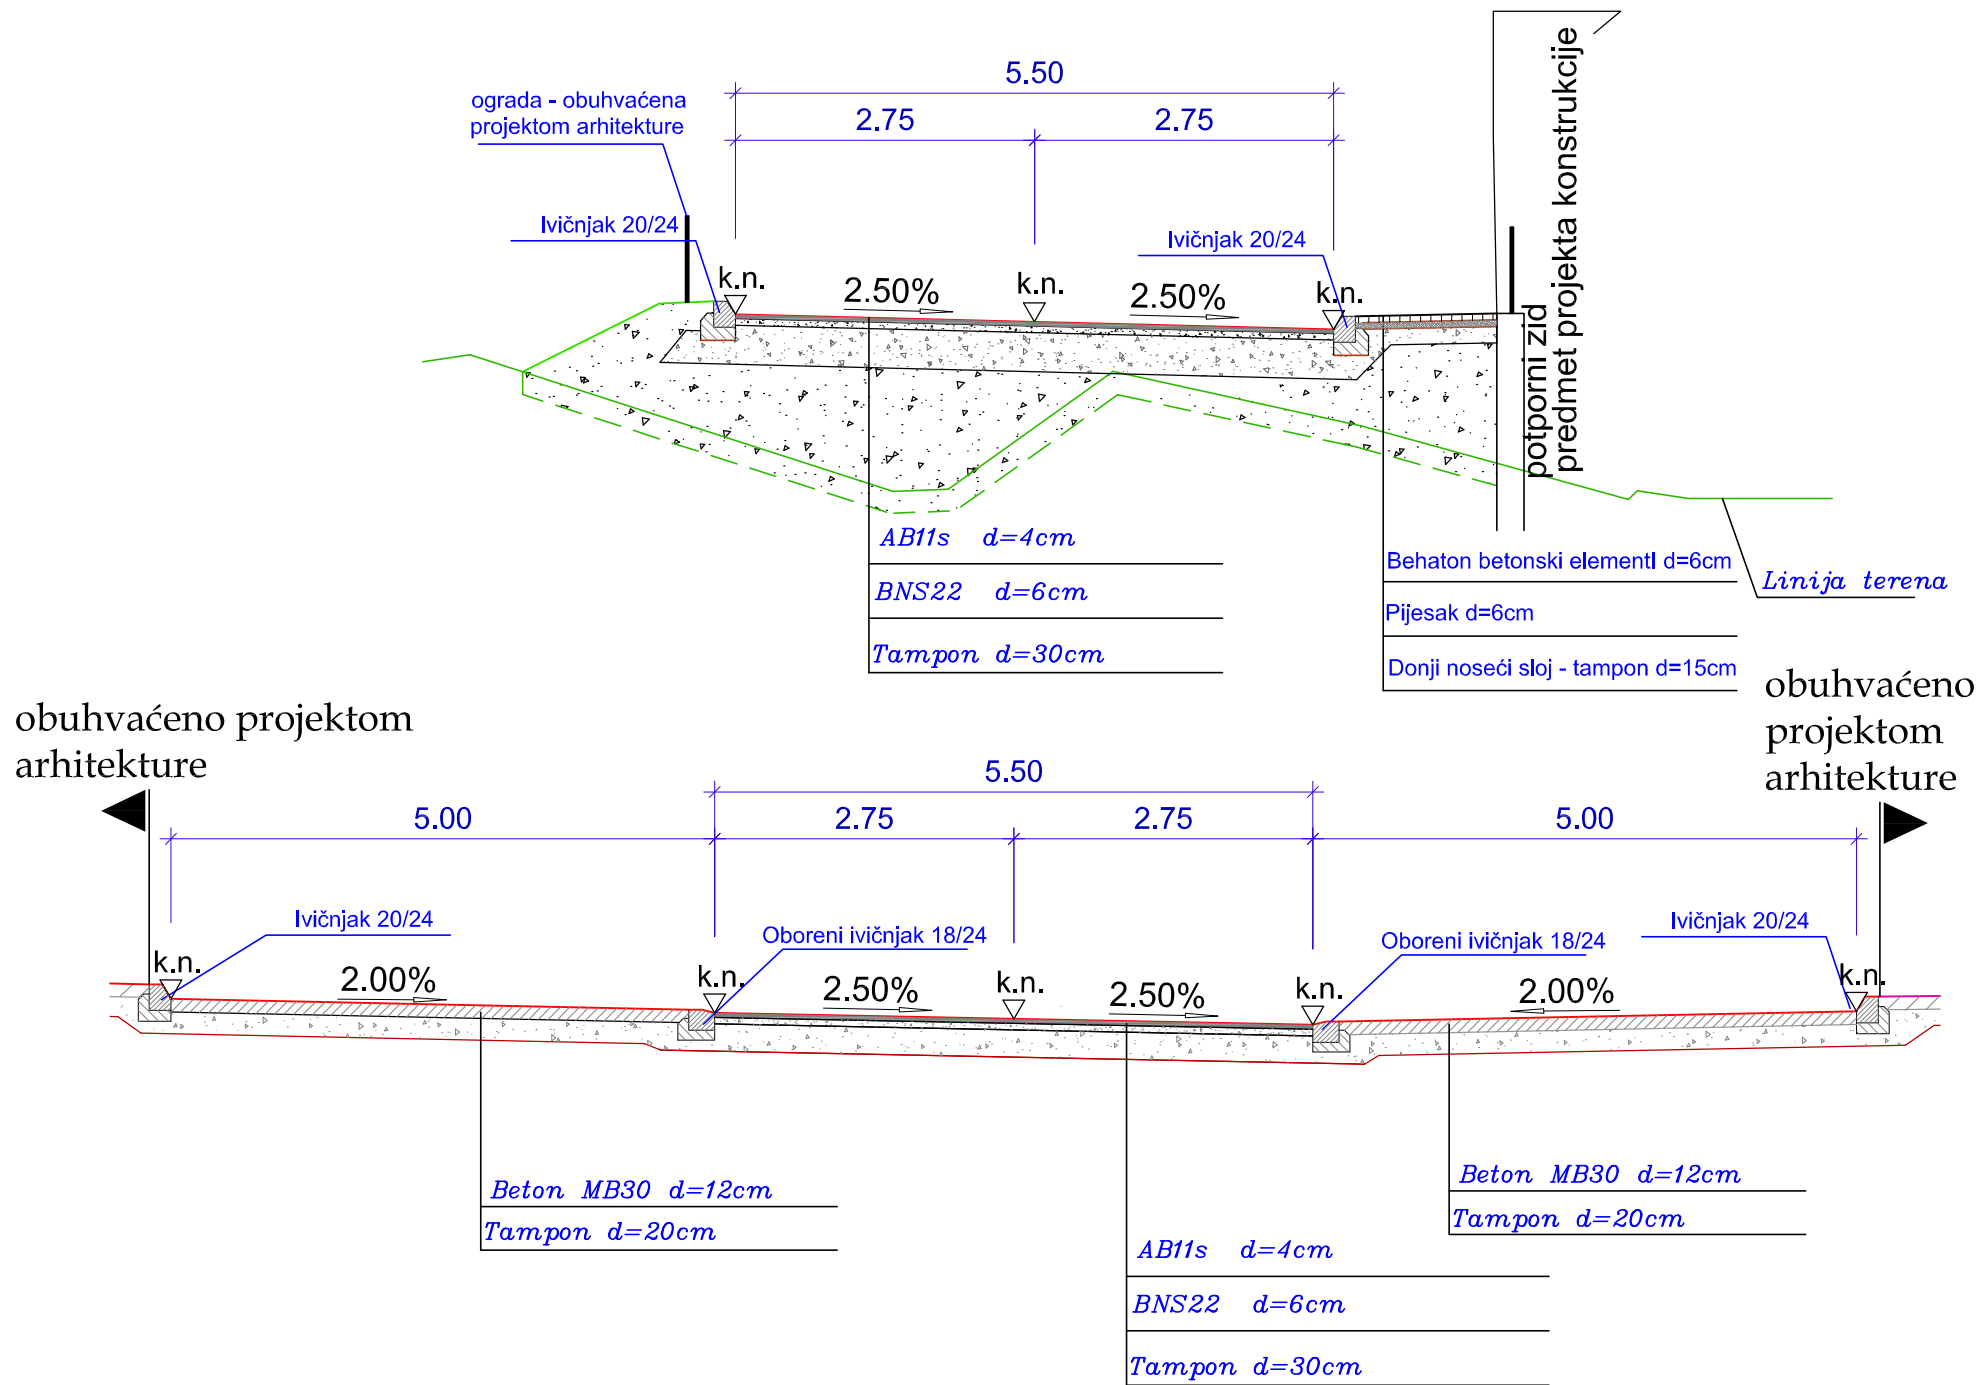 5.50
2.75
2.75
ograda - obuhvaćena
projektom arhitekture
Ivičnjak 20/24
Ivičnjak 20/24
k.n.
2.50%
k.n.
2.50%
k.n.
potporni zid
predmet projekta konstrukcije
AB11s d=4cm
BNS22 d=6cm
Tampon d=30cm
Behaton betonski elementI d=6cm
Pijesak d=6cm
Donji noseći sloj - tampon d=15cm
Linija terena
obuhvaćeno projektom
arhitekture
obuhvaćeno
projektom
arhitekture
5.50
5.00
2.75
2.75
5.00
Ivičnjak 20/24
Oboreni ivičnjak 18/24
Oboreni ivičnjak 18/24
Ivičnjak 20/24
k.n.
2.00%
k.n.
2.50%
k.n.
2.50%
k.n.
2.00%
k.n.
Beton MB30 d=12cm
Tampon d=20cm
Beton MB30 d=12cm
Tampon d=20cm
AB11s d=4cm
BNS22 d=6cm
Tampon d=30cm